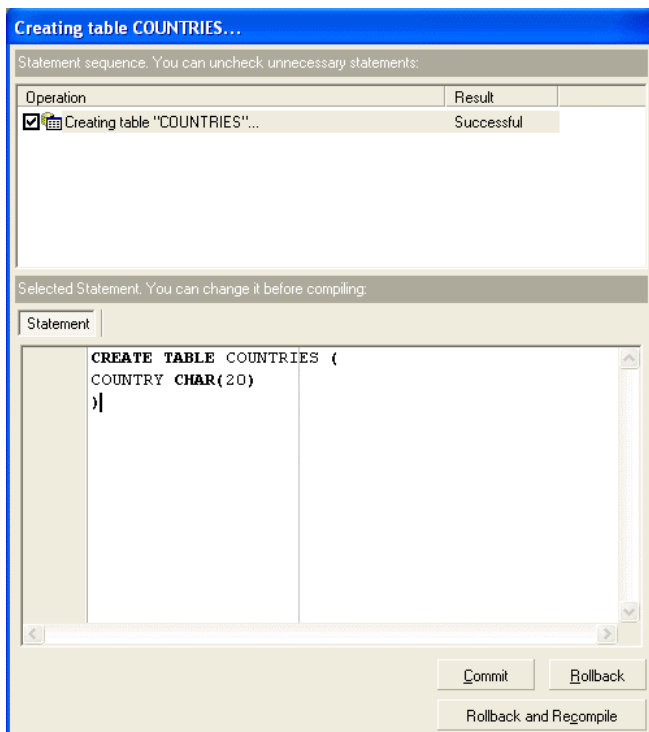 Creating table COUNTRIES...
Statement sequence. You can uncheck unnecessary statements:
Operation Result
Creating table "COUNTRIES"... Successful
Selected Statement. You can change it before compiling:
Statement
CREATE TABLE COUNTRIES (
COUNTRY CHAR(20)
)
Commit Rollback
Rollback and Recompile